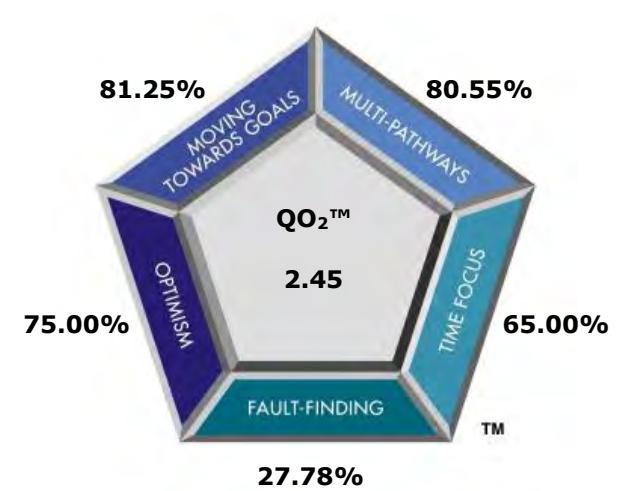 81.25%
80.55%
MOVING
TOWARDS GOALS
MULTI-PATHWAYS
QO₂™
2.45
OPTIMISM
75.00%
TIME FOCUS
65.00%
FAULT-FINDING
TM
27.78%